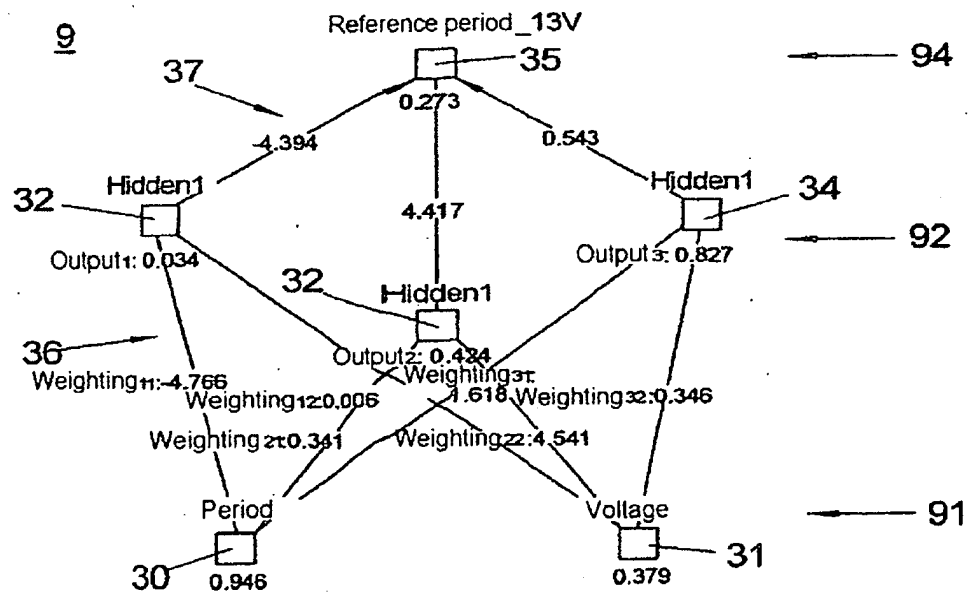 9
Reference period_13V
35
94
37
0.273
-4.394
0.543
Hidden1
Hidden1
32
34
4.417
92
Output1: 0.034
Output3: 0.827
32
Hidden1
36
Output2: 0.424
Weighting11:-4.766
Weighting31:
1.618
Weighting12:0.006
Weighting32:0.346
Weighting21:0.341
Weighting22:4.541
Period
Voltage
91
30
31
0.946
0.379